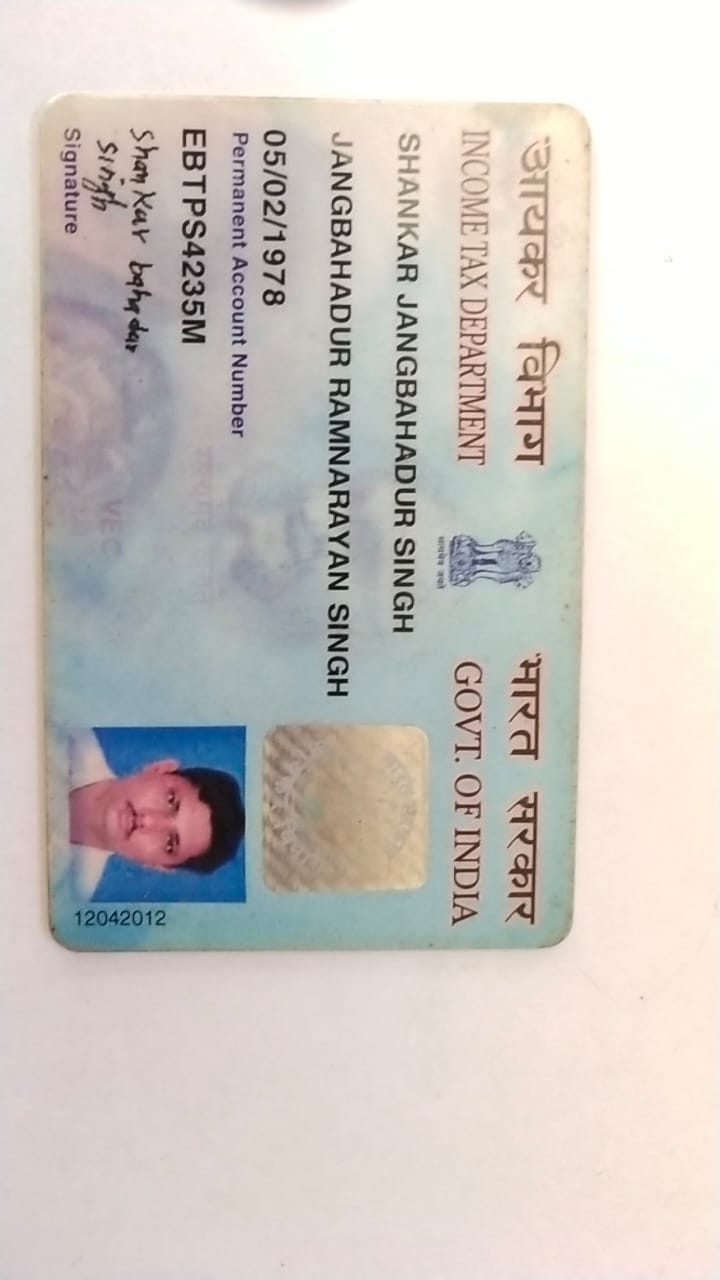 आयकर विभाग
INCOME TAX DEPARTMENT
भारत सरकार
GOVT. OF INDIA
सत्यमेव जयते
SHANKAR JANGBAHADUR SINGH
JANGBAHADUR RAMNARAYAN SINGH
05/02/1978
Permanent Account Number
EBTPS4235M
Shankar bahadar
singh
Signature
12042012